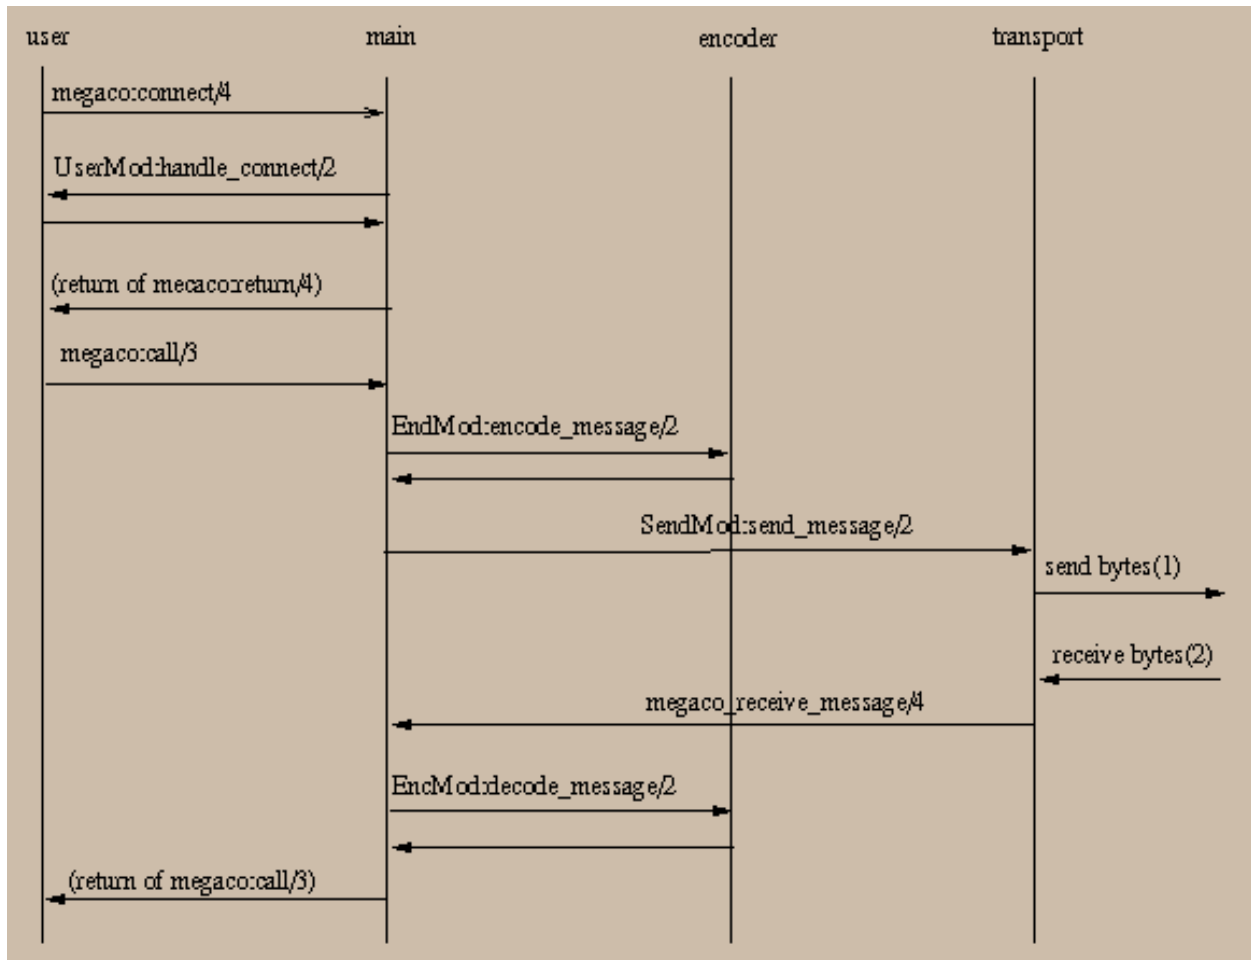 user main encoder transport
megaco:connect/4
UserMod:handle_connect/2
(return of mecaco:return/4)
megaco:call/3
EndMod:encode_message/2
SendMod:send_message/2
send bytes(1)
receive bytes(2)
megaco_receive_message/4
EncMod:decode_message/2
(return of megaco:call/3)